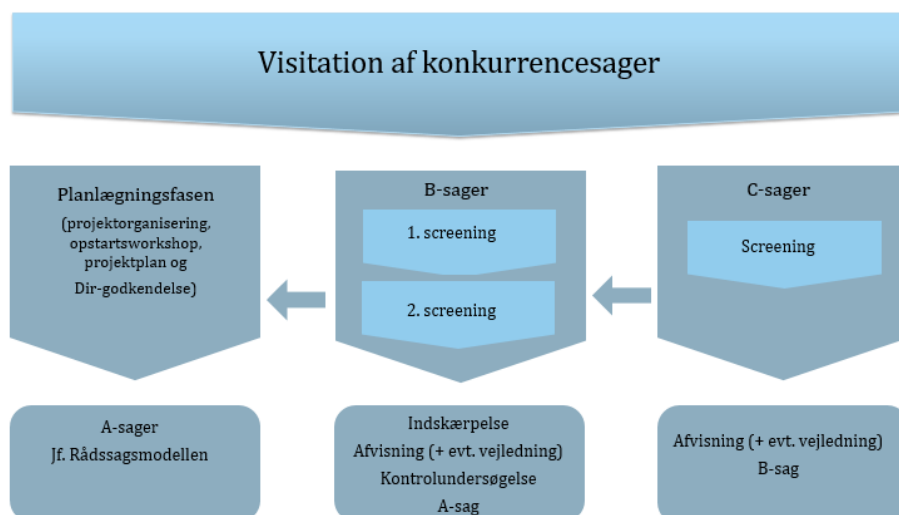 Visitation af konkurrencesager
Planlægningsfasen
(projektorganisering,
opstartsworkshop,
projektplan og
Dir-godkendelse)
B-sager
1. screening
2. screening
C-sager
Screening
A-sager
Jf. Rådssagsmodellen
Indskærpelse
Afvisning (+ evt. vejledning)
Kontrolundersøgelse
A-sag
Afvisning (+ evt. vejledning)
B-sag